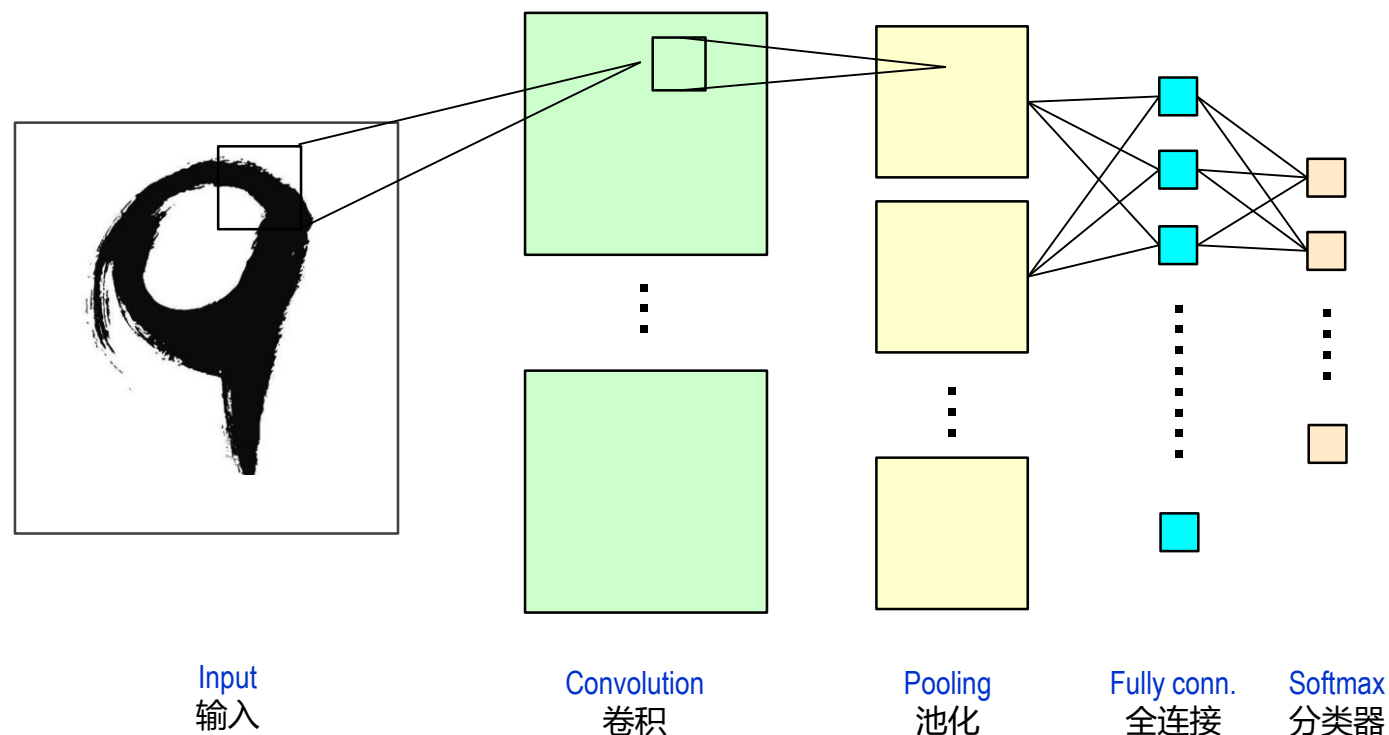 Input
输入
Convolution
卷积
Pooling
池化
Fully conn.
全连接
Softmax
分类器